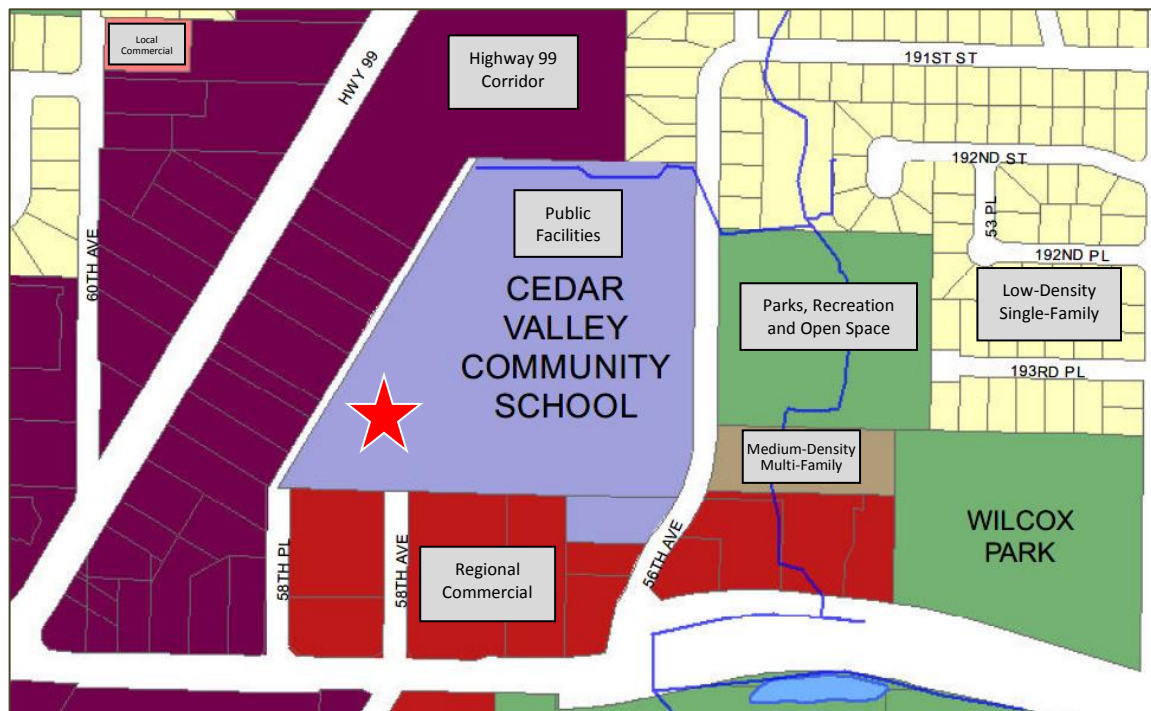 Local
Commercial
HWY 99
Highway 99
Corridor
191ST ST
192ND ST
53 PL
192ND PL
60TH AVE
Public
Facilities
CEDAR
VALLEY
COMMUNITY
SCHOOL
Parks, Recreation
and Open Space
Low-Density
Single-Family
193RD PL
Medium-Density
Multi-Family
WILCOX
PARK
58TH PL
58TH AVE
Regional
Commercial
56TH AVE